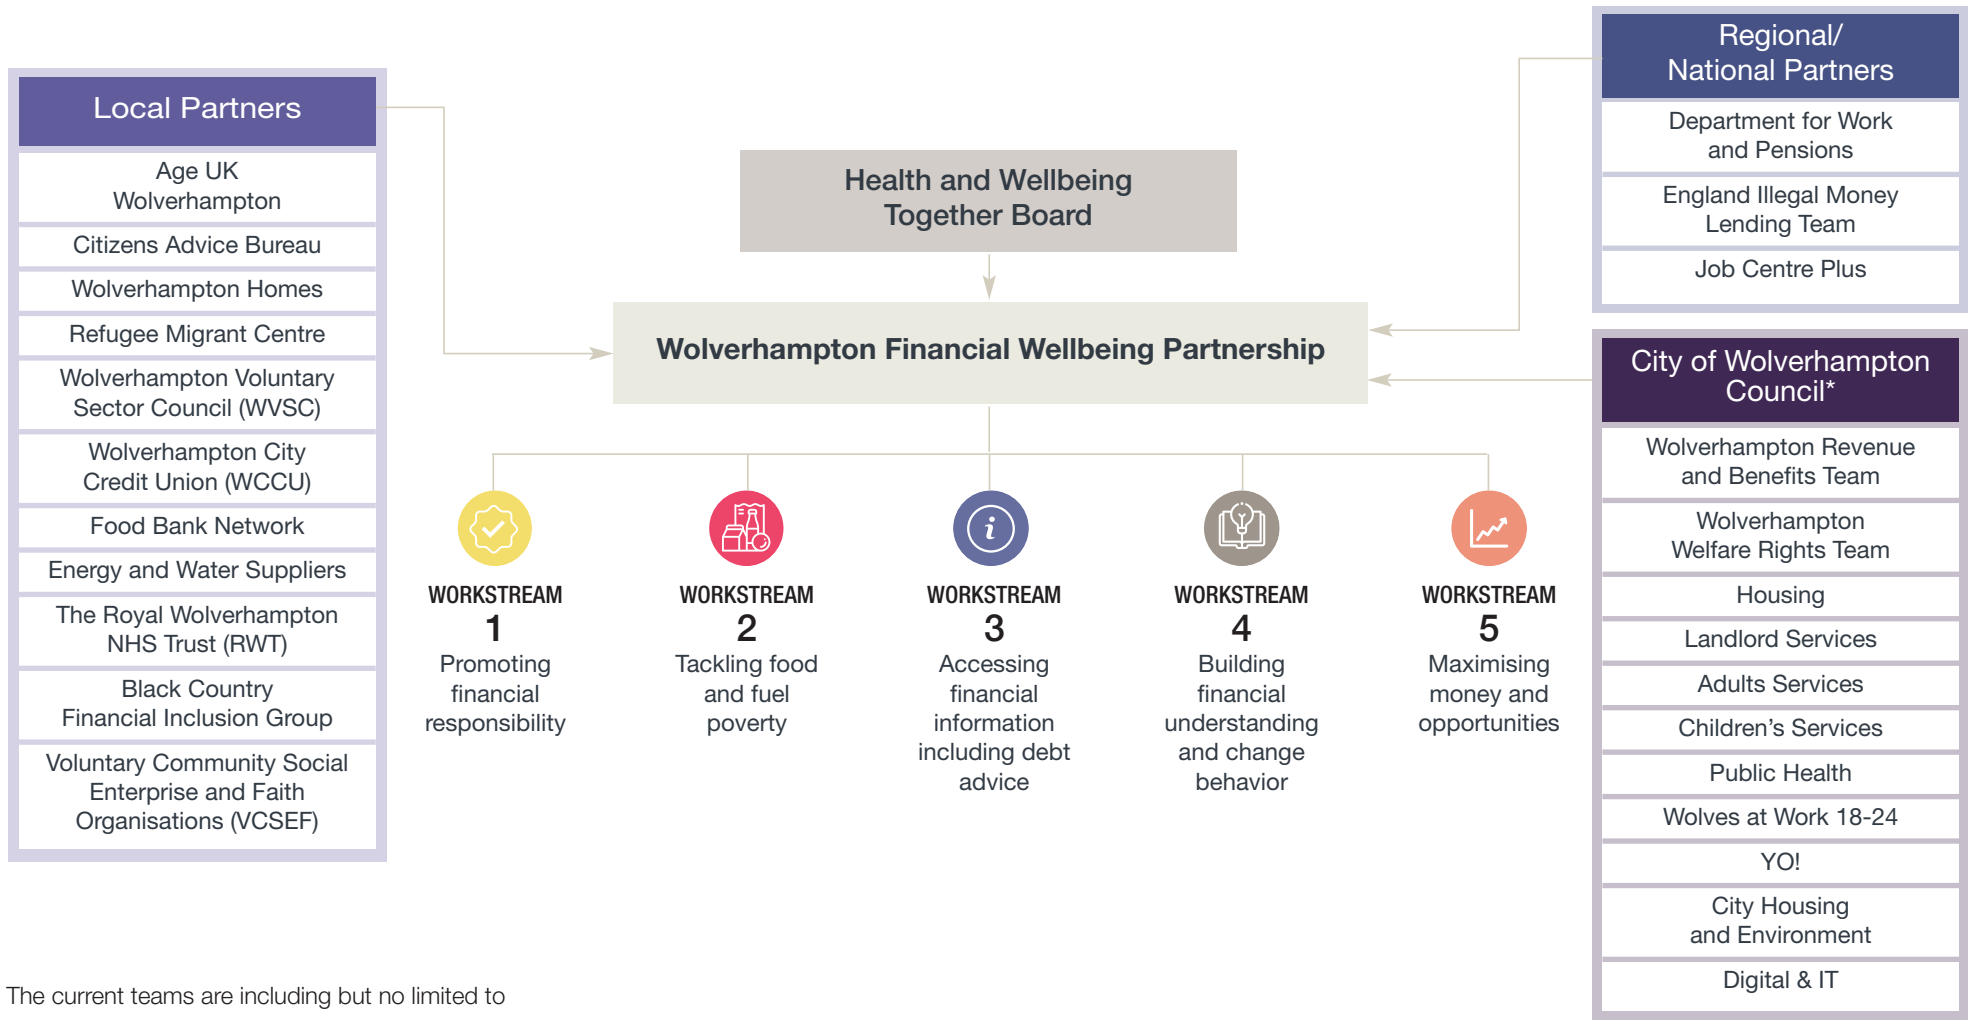 Local Partners
Age UK
Wolverhampton
Citizens Advice Bureau
Wolverhampton Homes
Refugee Migrant Centre
Wolverhampton Voluntary
Sector Council (WVSC)
Wolverhampton City
Credit Union (WCCU)
Food Bank Network
Energy and Water Suppliers
The Royal Wolverhampton
NHS Trust (RWT)
Black Country
Financial Inclusion Group
Voluntary Community Social
Enterprise and Faith
Organisations (VCSEF)
Health and Wellbeing
Together Board
Wolverhampton Financial Wellbeing Partnership
WORKSTREAM
1
Promoting
financial
responsibility
WORKSTREAM
2
Tackling food
and fuel
poverty
i
WORKSTREAM
3
Accessing
financial
information
including debt
advice
WORKSTREAM
4
Building
financial
understanding
and change
behavior
WORKSTREAM
5
Maximising
money and
opportunities
Regional/
National Partners
Department for Work
and Pensions
England Illegal Money
Lending Team
Job Centre Plus
City of Wolverhampton
Council*
Wolverhampton Revenue
and Benefits Team
Wolverhampton
Welfare Rights Team
Housing
Landlord Services
Adults Services
Children’s Services
Public Health
Wolves at Work 18-24
YO!
City Housing
and Environment
Digital & IT
The current teams are including but no limited to